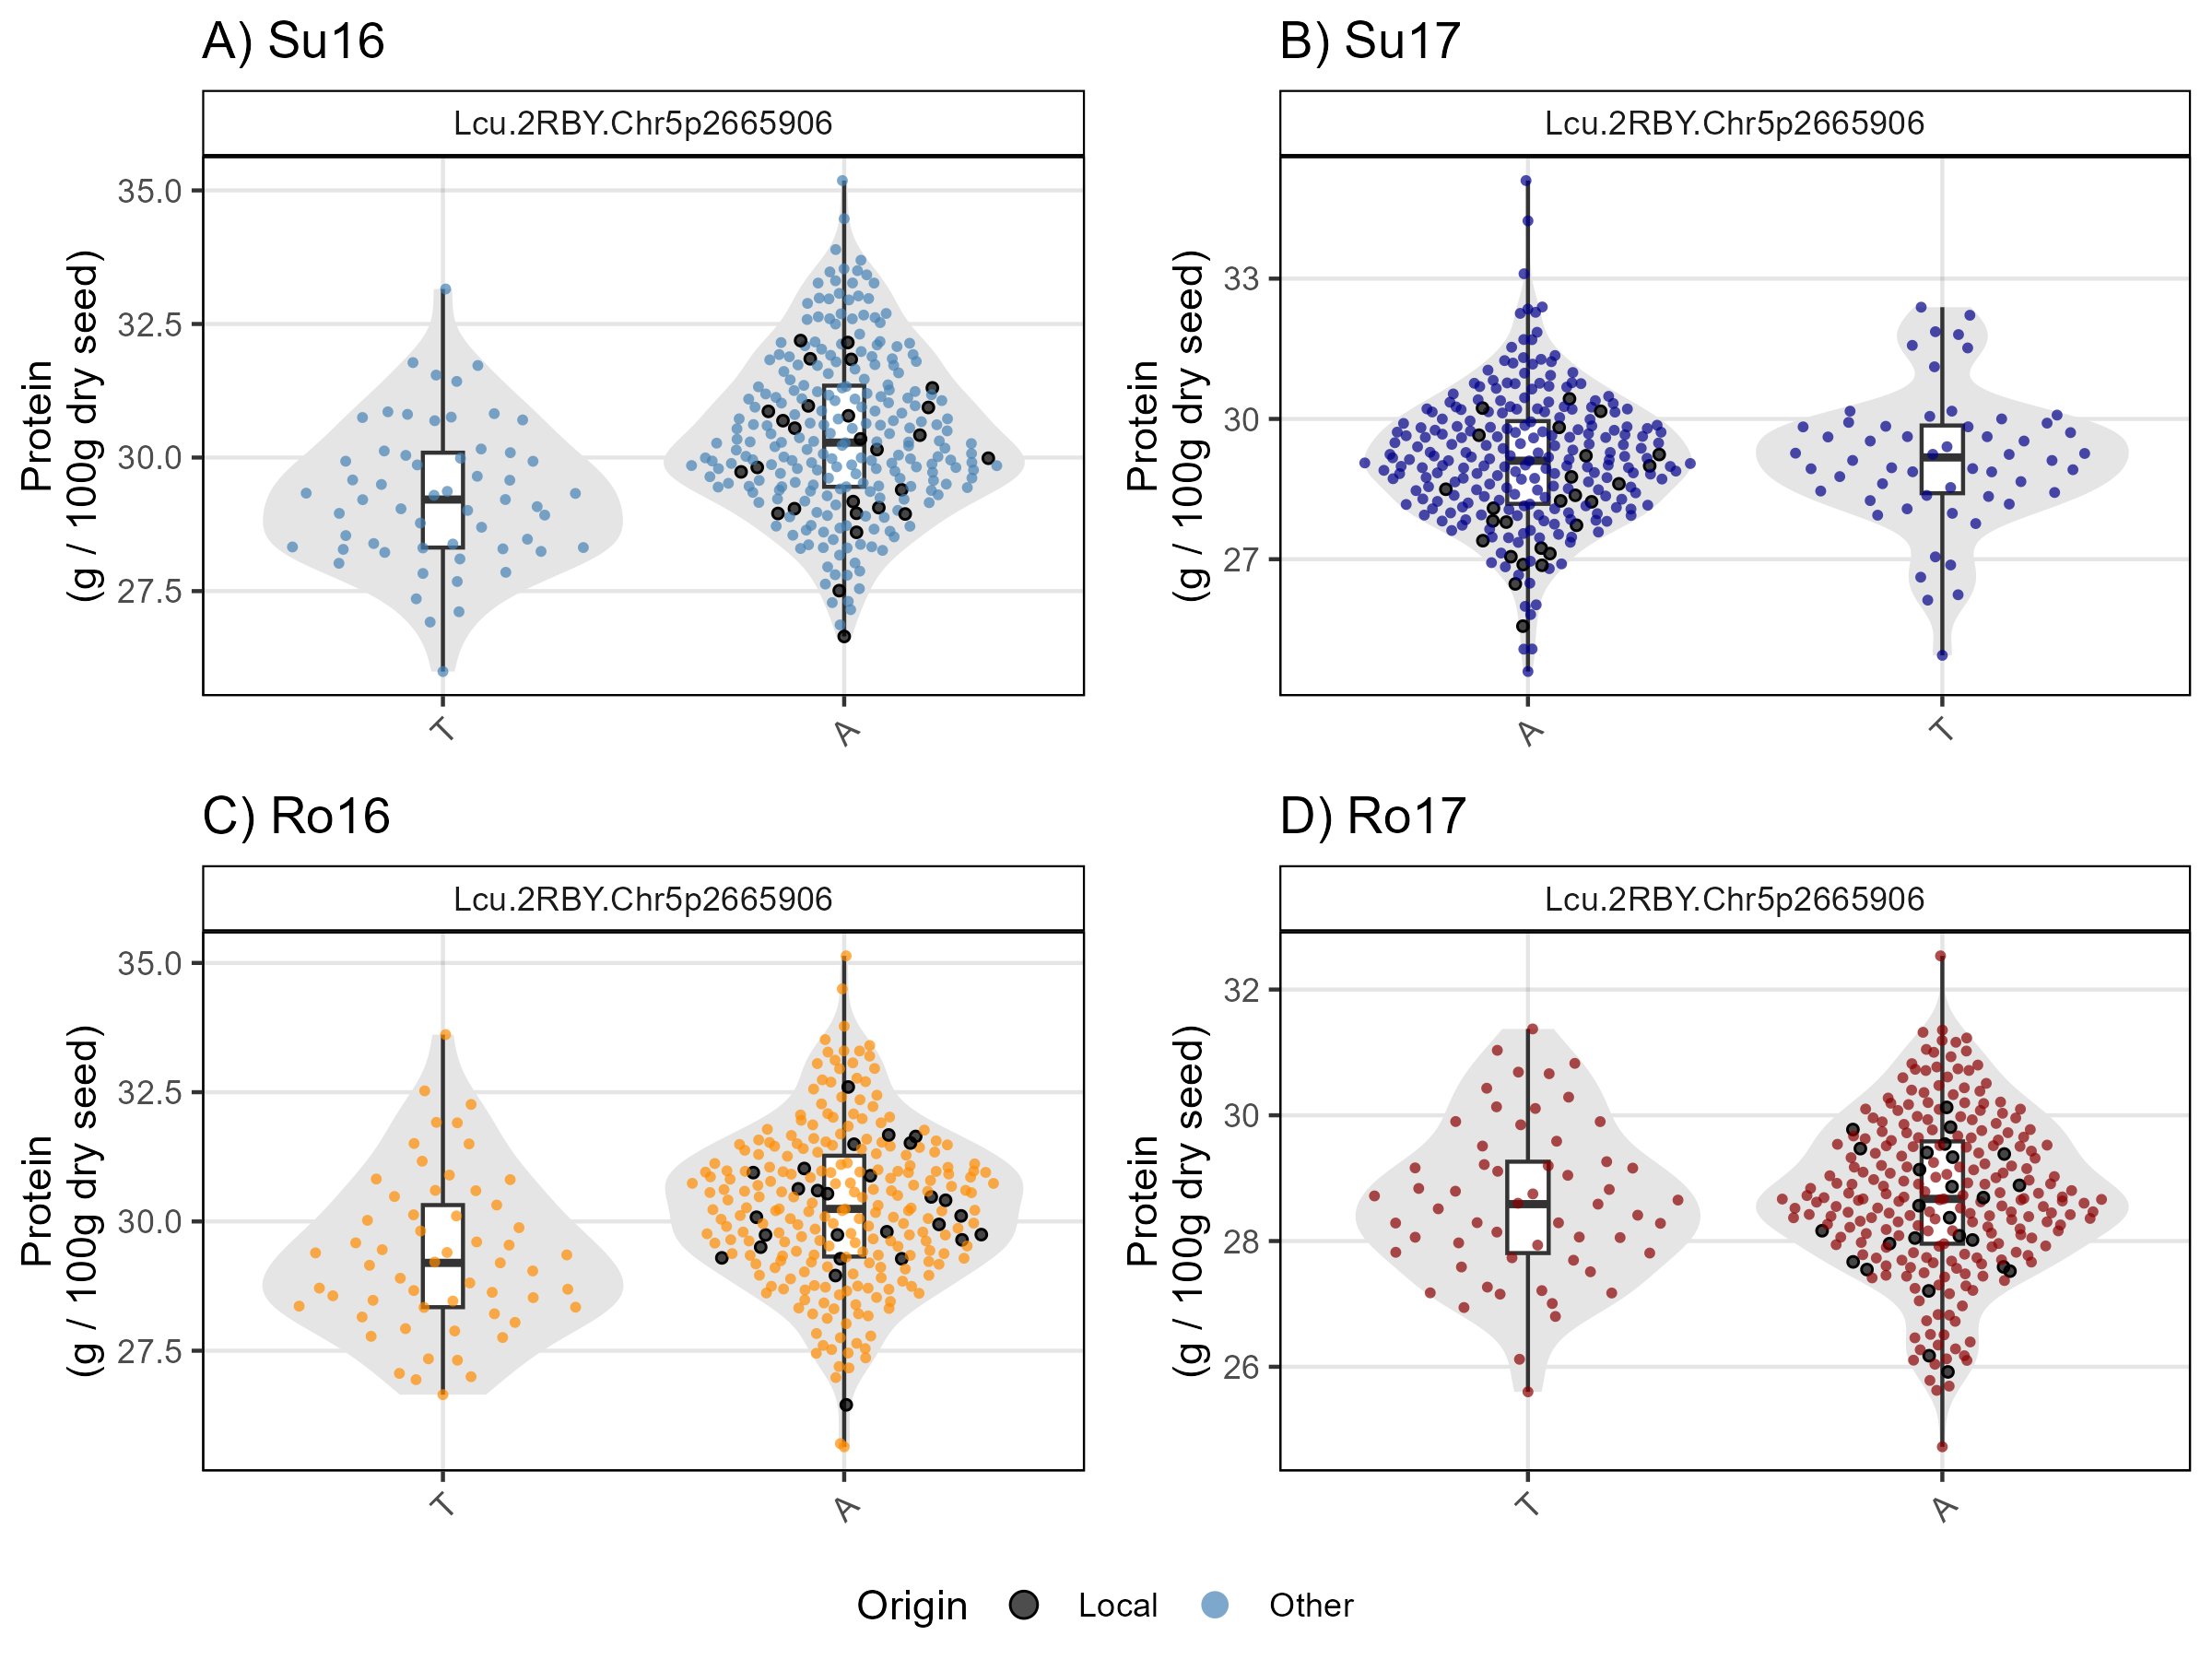 A) Su16
Lcu.2RBY.Chr5p2665906
Protein
(g / 100g dry seed)
35.0
32.5
30.0
27.5
T
A
B) Su17
Lcu.2RBY.Chr5p2665906
Protein
(g / 100g dry seed)
33
30
27
A
T
C) Ro16
Lcu.2RBY.Chr5p2665906
Protein
(g / 100g dry seed)
35.0
32.5
30.0
27.5
T
A
D) Ro17
Lcu.2RBY.Chr5p2665906
Protein
(g / 100g dry seed)
32
30
28
26
T
A
Origin Local Other